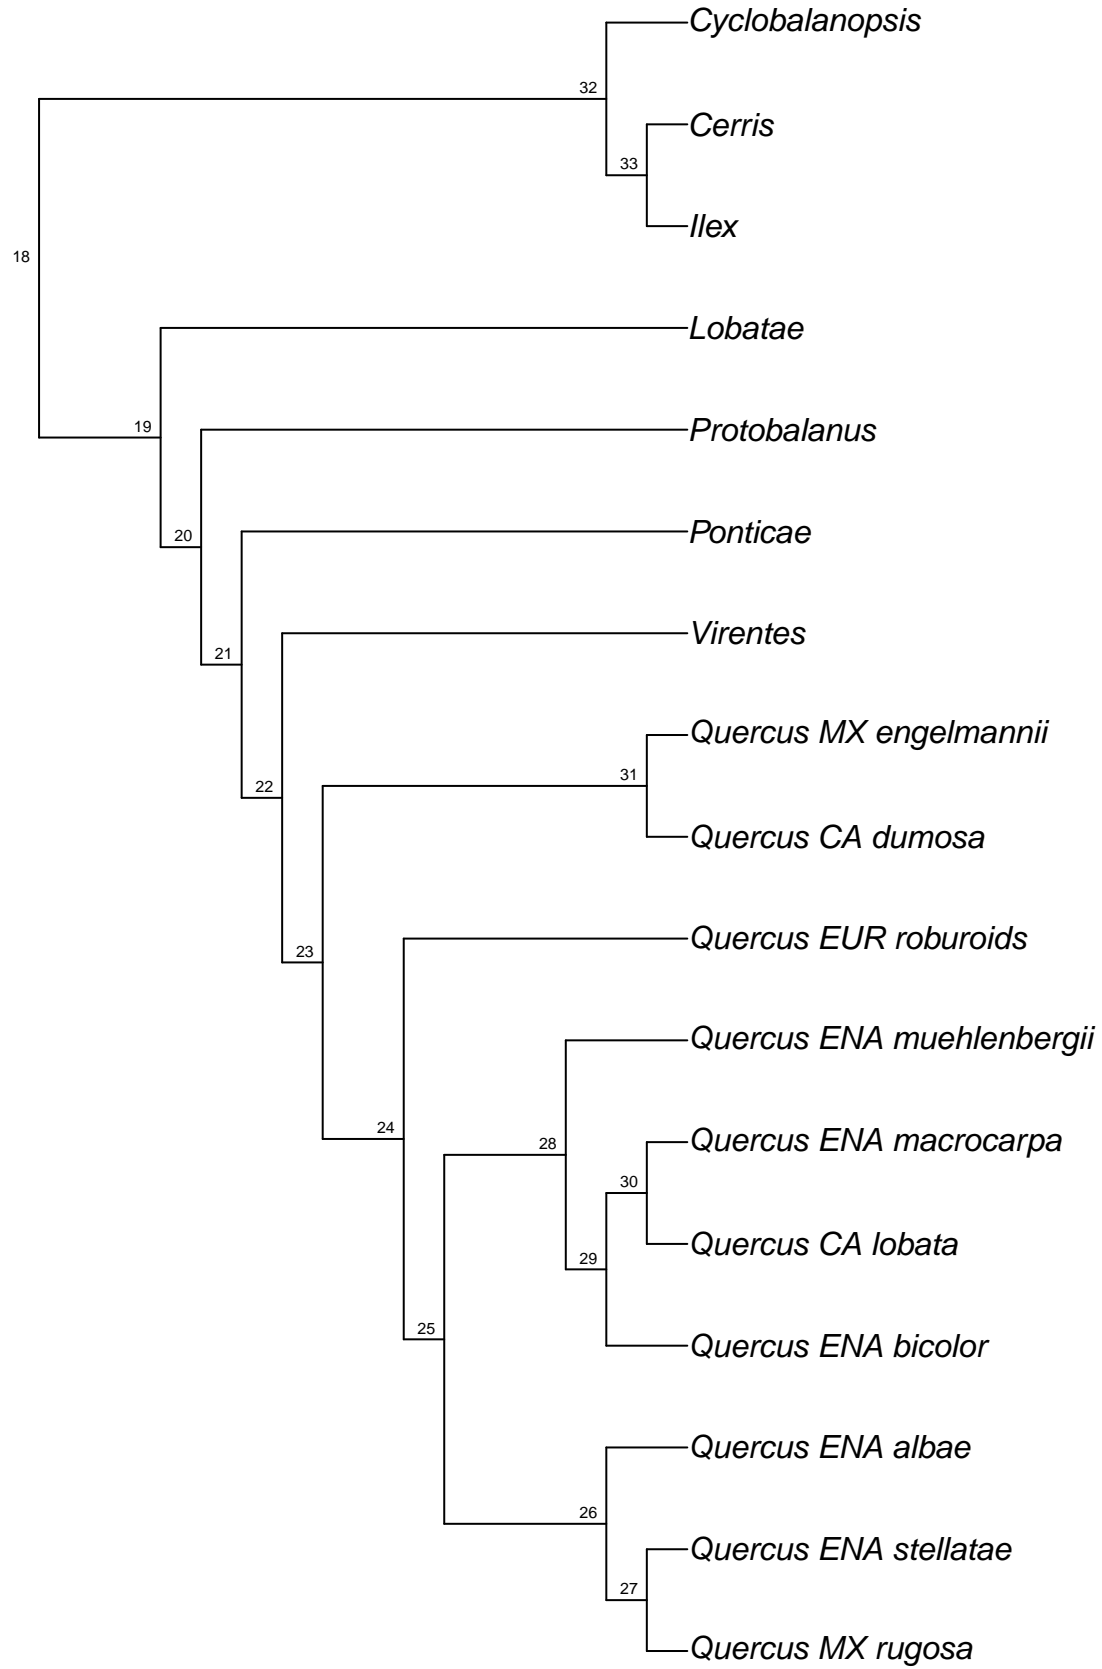 Cyclobalanopsis
32
Cerris
33
Ilex
18
Lobatae
19
Protobalanus
20
Ponticae
21
Virentes
22
Quercus MX engelmannii
31
Quercus CA dumosa
23
Quercus EUR roburoids
24
Quercus ENA muehlenbergii
28
Quercus ENA macrocarpa
30
Quercus CA lobata
29
25
Quercus ENA bicolor
Quercus ENA albae
26
Quercus ENA stellatae
27
Quercus MX rugosa